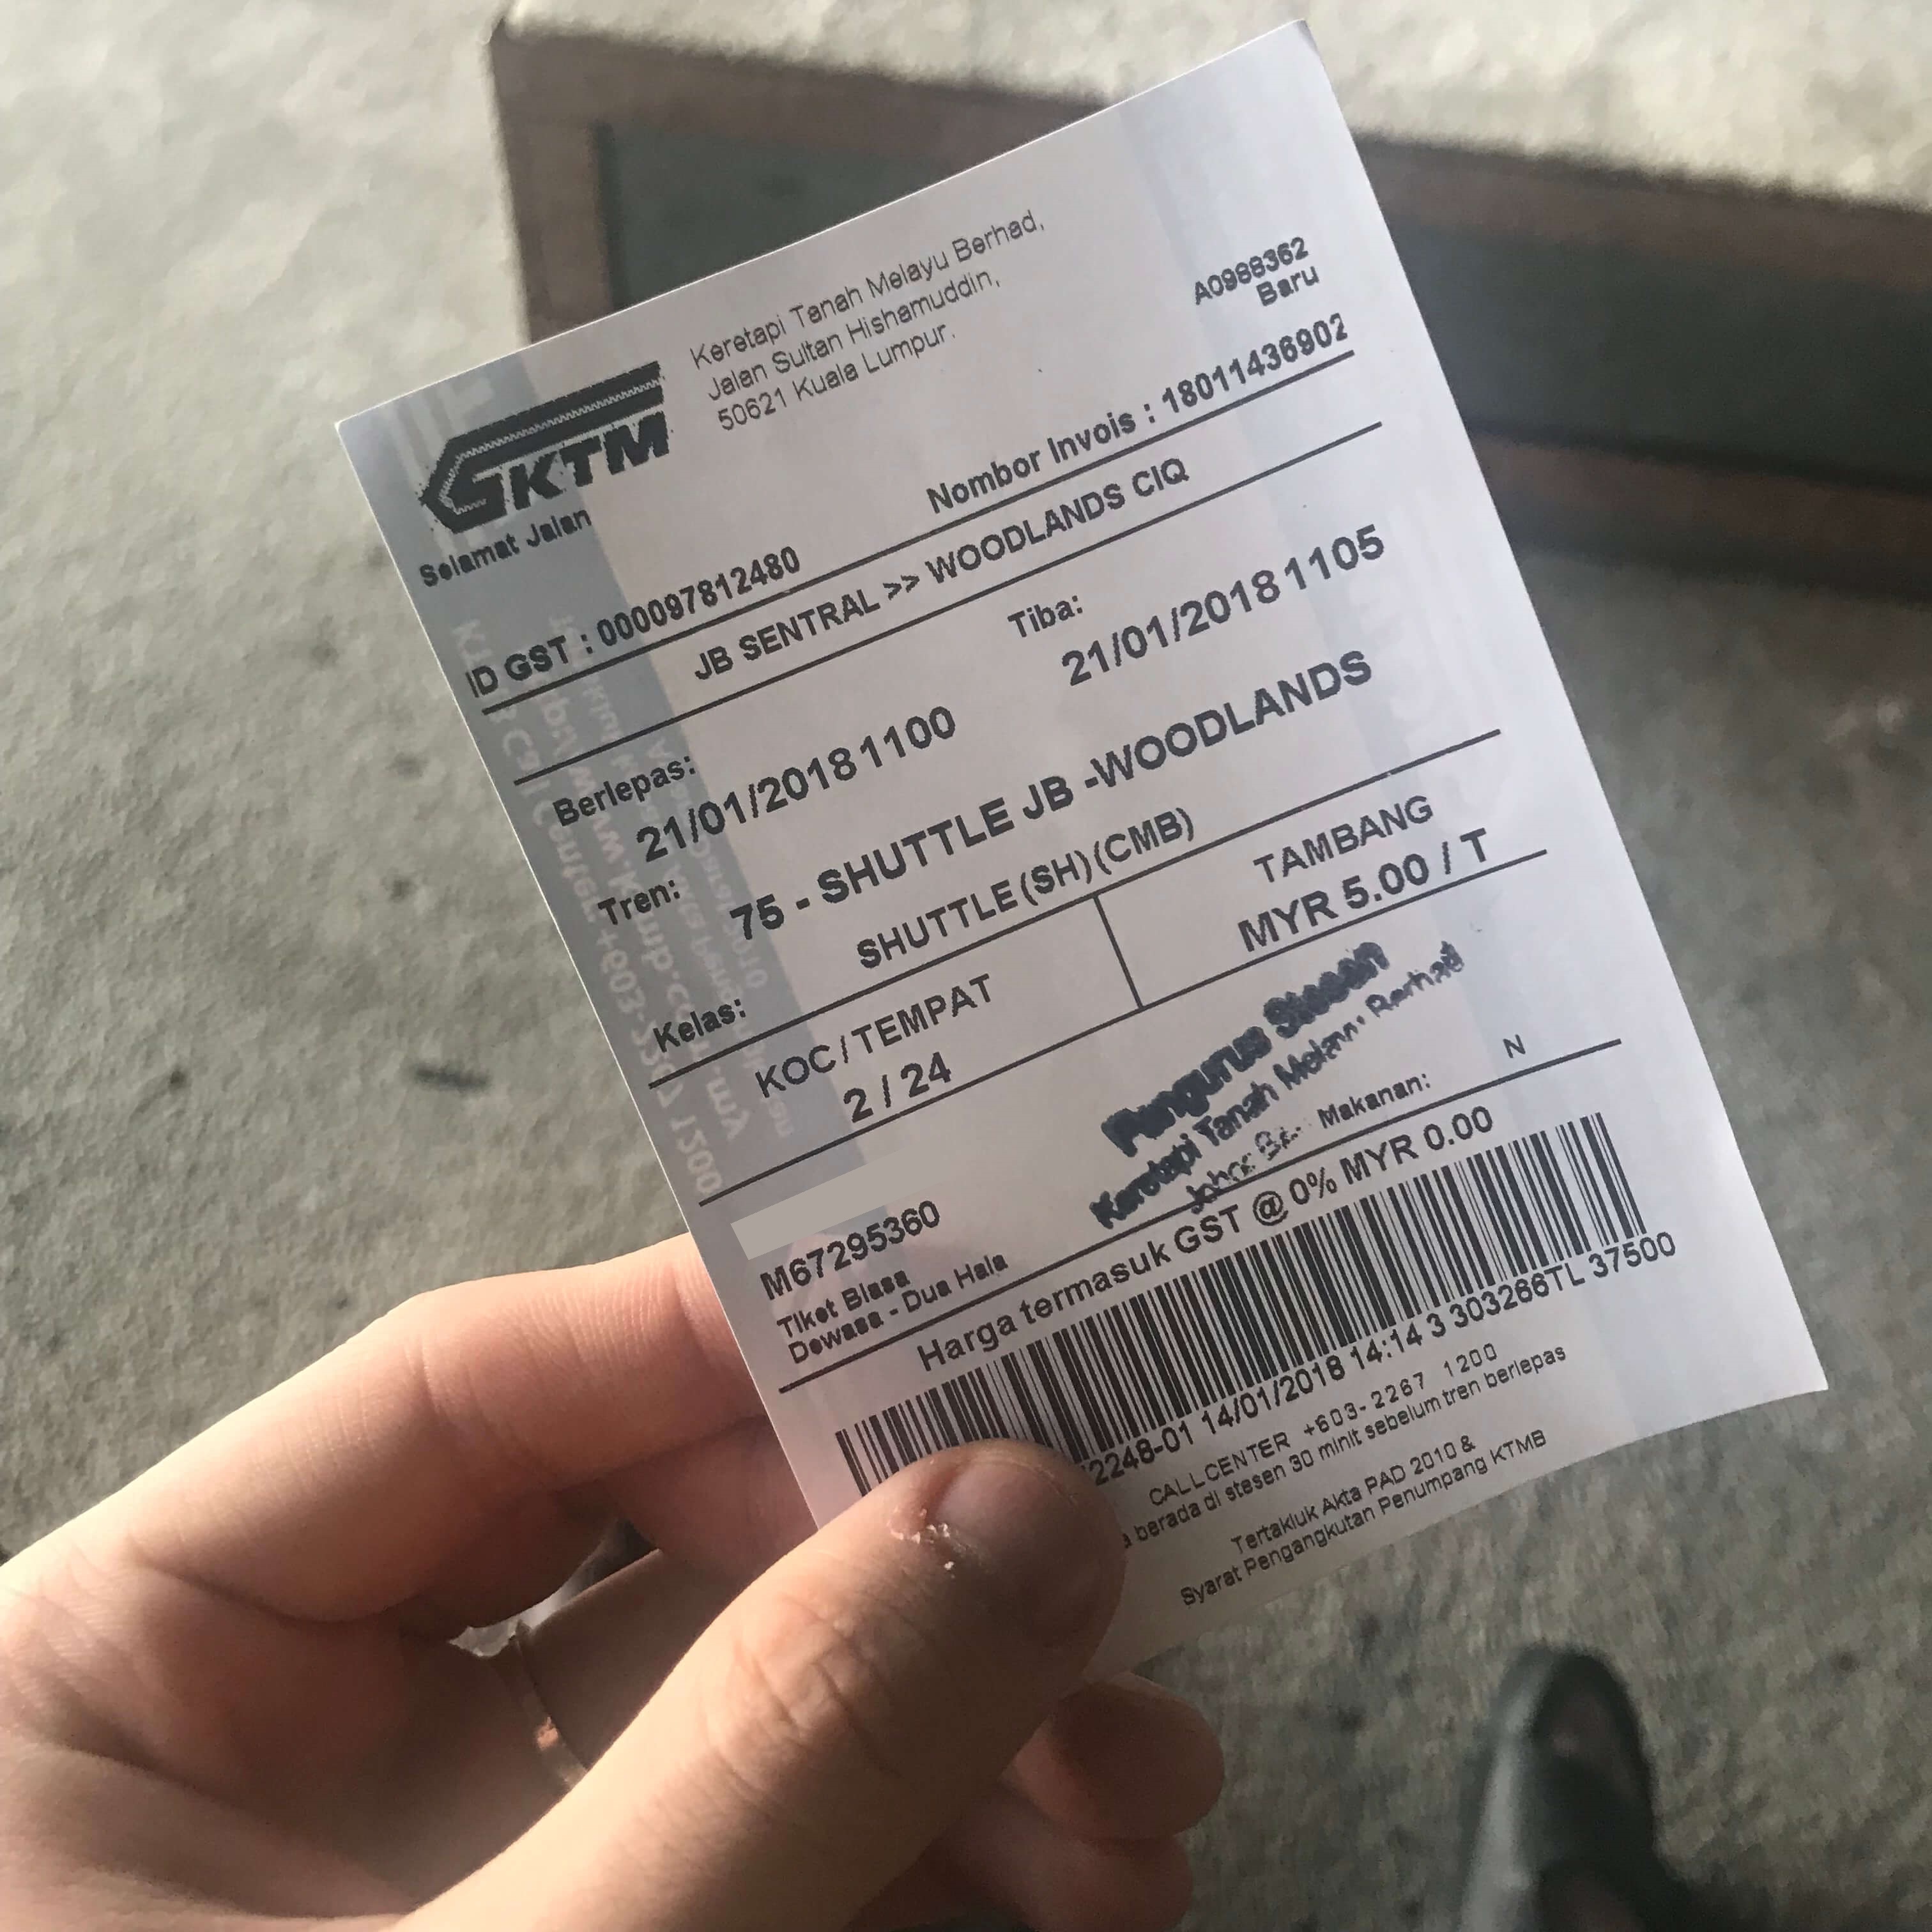 KTM
Selamat Jalan
Keretapi Tanah Melayu Berhad,
Jalan Sultan Hishamuddin,
50621 Kuala Lumpur.
A0988362
Baru
ID GST : 000097812480
Nombor Invois : 18011436902
JB SENTRAL >> WOODLANDS CIQ
Berlepas:
21/01/2018 1100
Tiba:
21/01/2018 1105
Tren:
75 - SHUTTLE JB -WOODLANDS
Kelas:
SHUTTLE (SH) (CMB)
KOC / TEMPAT
2 / 24
TAMBANG
MYR 5.00 / T
Pengurus Stesen
Keretapi Tanah Melayu Berhad
Johor
M67295360
Tiket Biasa
Dewasa - Dua Hala
Makanan: N
Harga termasuk GST @ 0% MYR 0.00
2248-01 14/01/2018 14:14 3 303266TL 37500
CALL CENTER +603-2267 1200
berada di stesen 30 minit sebelum tren berlepas
Tertakluk Akta PAD 2010 &
Syarat Pengangkutan Penumpang KTMB